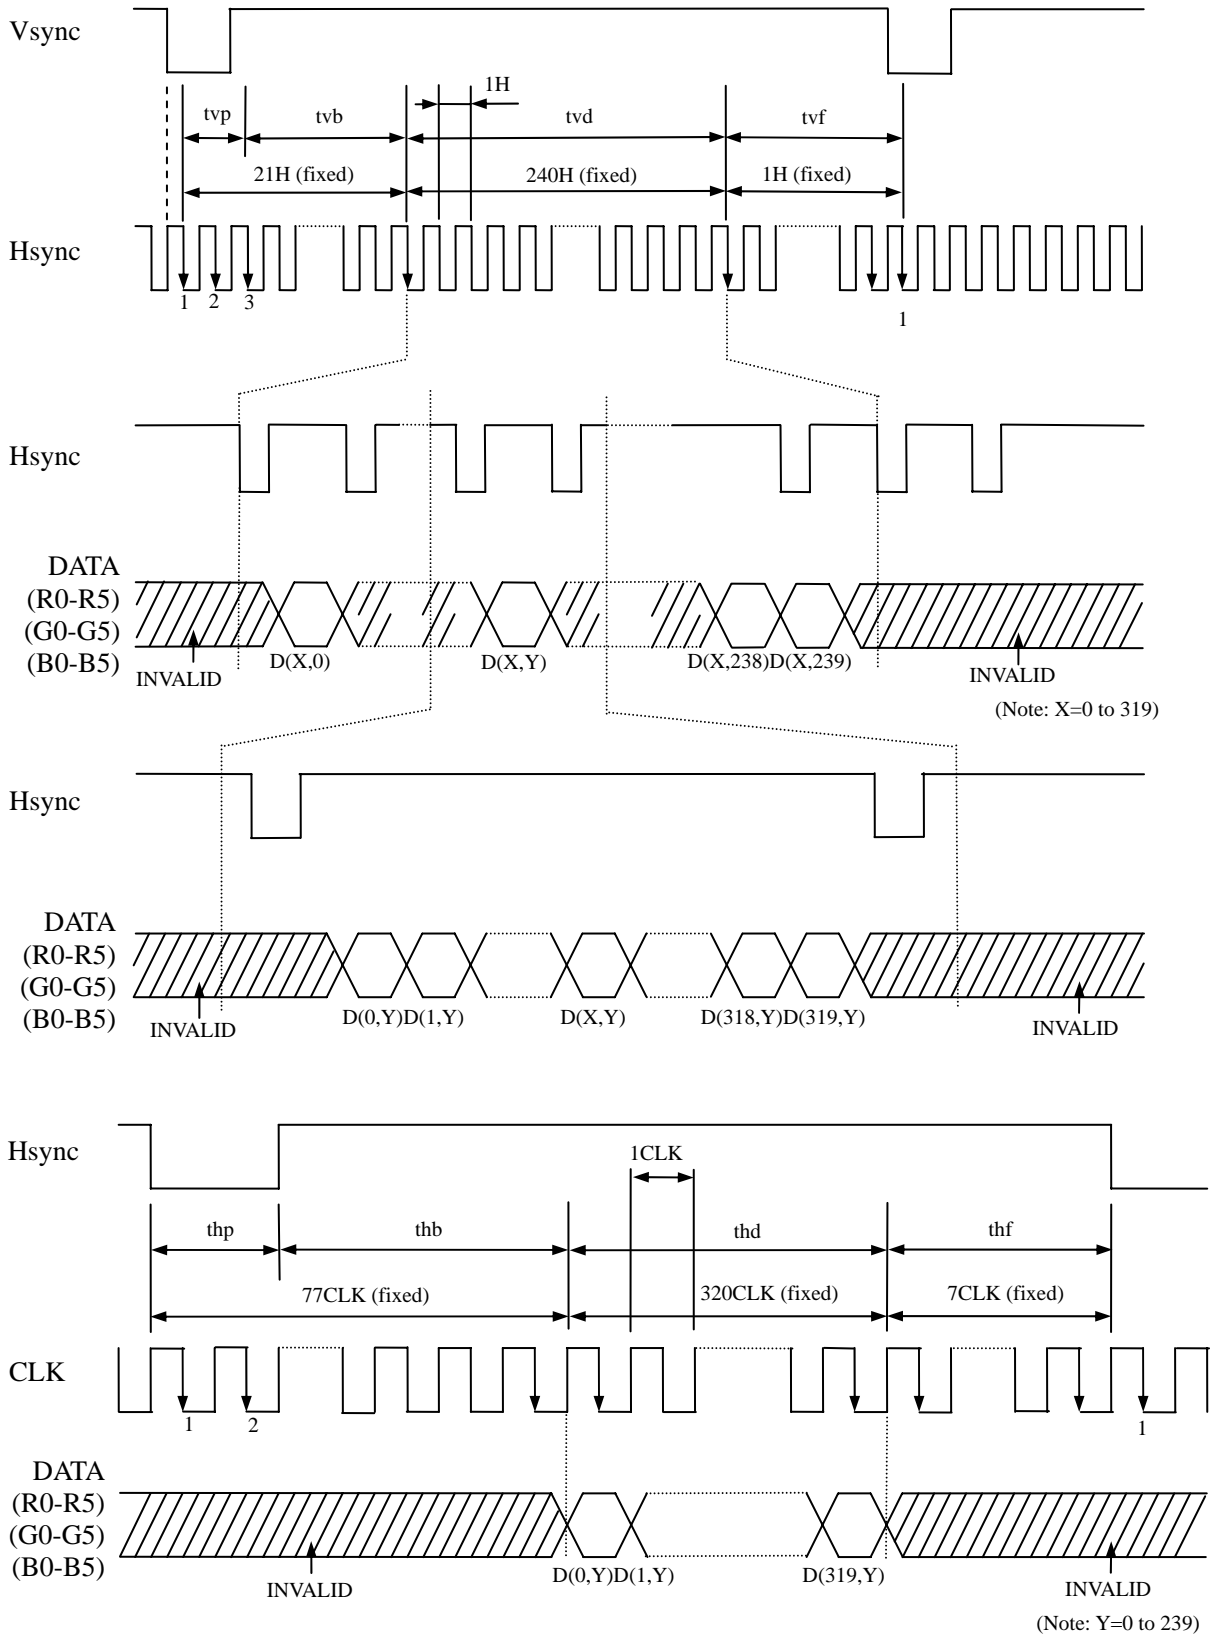 Vsync
1H
tvp
tvb
tvd
tvf
21H (fixed)
240H (fixed)
1H (fixed)
Hsync
1
2
3
1
Hsync
DATA
(R0-R5)
(G0-G5)
(B0-B5)
INVALID
D(X,0)
D(X,Y)
D(X,238)D(X,239)
INVALID
(Note: X=0 to 319)
Hsync
DATA
(R0-R5)
(G0-G5)
(B0-B5)
INVALID
D(0,Y)D(1,Y)
D(X,Y)
D(318,Y)D(319,Y)
INVALID
Hsync
1CLK
thp
thb
thd
thf
77CLK (fixed)
320CLK (fixed)
7CLK (fixed)
CLK
1
2
1
DATA
(R0-R5)
(G0-G5)
(B0-B5)
INVALID
D(0,Y)D(1,Y)
D(319,Y)
INVALID
(Note: Y=0 to 239)